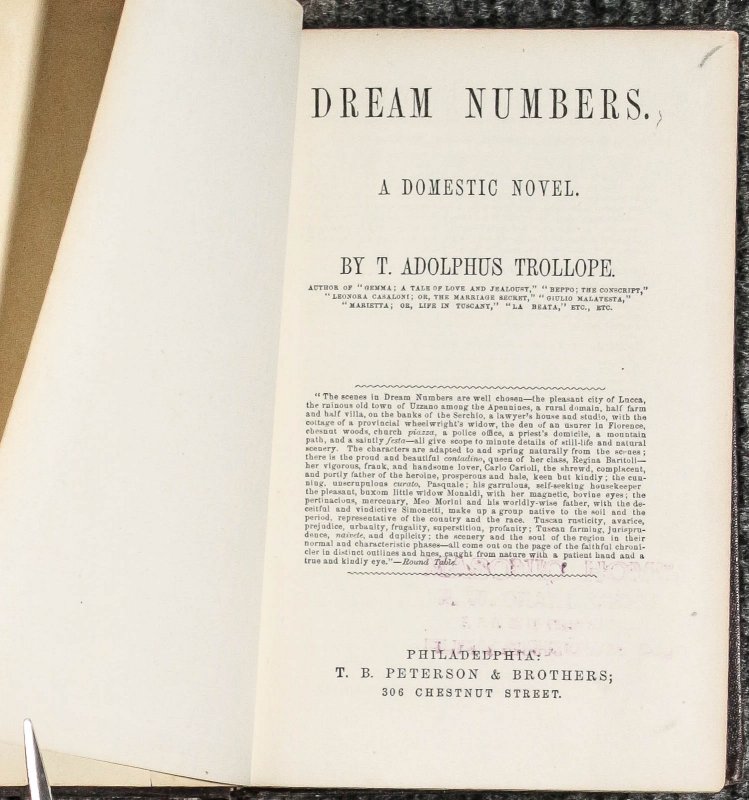 DREAM NUMBERS.
A DOMESTIC NOVEL.
BY T. ADOLPHUS TROLLOPE.
AUTHOR OF "GEMMA; A TALE OF LOVE AND JEALOUSY," "BEPPO; THE CONSCRIPT,"
"LEONORA CASALONI; OR, THE MARRIAGE SECRET," "GIULIO MALATESTA,"
"MARIETTA; OR, LIFE IN TUSCANY," "LA BEATA," ETC., ETC.
"The scenes in Dream Numbers are well chosen—the pleasant city of Lucca,
the ruinous old town of Uzzano among the Apennines, a rural domain, half farm
and half villa, on the banks of the Serchio, a lawyer's house and studio, with the
cottage of a provincial wheelwright's widow, the den of an usurer in Florence,
chesnut woods, church piazza, a police office, a priest's domicile, a mountain
path, and a saintly festa—all give scope to minute details of still-life and natural
scenery. The characters are adapted to and spring naturally from the scenes;
there is the proud and beautiful contadina, queen of her class, Regina Baritoli—
her vigorous, frank, and handsome lover, Carlo Carioli, the shrewd, complacent,
and portly father of the heroine, prosperous and hale, keen but kindly; the cun-
ning, unscrupulous curato, Pasquale; his garrulous, self-seeking housekeeper
the pleasant, buxom little widow Monaldi, with her magnetic, bovine eyes; the
pertinacious, mercenary, Meo Morini and his worldly-wise father, with the de-
ceitful and vindictive Simonetti, make up a group native to the soil and the
period, representative of the country and the race. Tuscan rusticity, avarice,
prejudice, urbanity, frugality, superstition, profanity; Tuscan farming, jurispru-
dence, naivete, and duplicity; the scenery and the soul of the region in their
normal and characteristic phases—all come out on the page of the faithful chroni-
cler in distinct outlines and hues, caught from nature with a patient hand and a
true and kindly eye."—Round Table.
PHILADELPHIA:
T. B. PETERSON & BROTHERS;
306 CHESTNUT STREET.